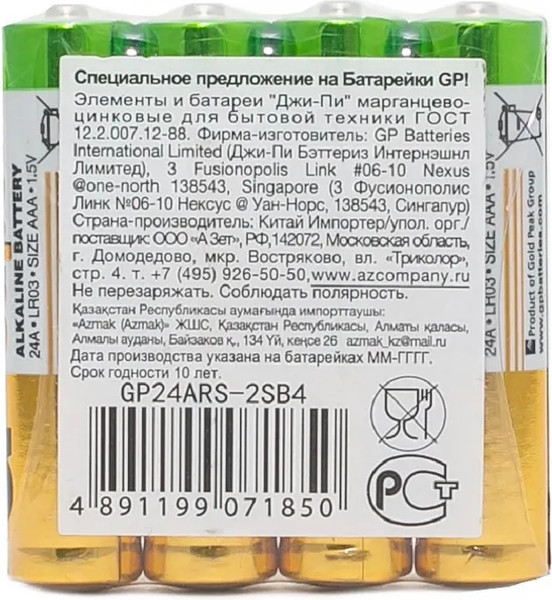 Специальное предложение на Батарейки GP!
Элементы и батареи "Джи-Пи" марганцево-
цинковые для бытовой техники ГОСТ
12.2.007.12-88. Фирма-изготовитель: GP Batteries
International Limited (Джи-Пи Бэттериз Интернэшнл
Лимитед), 3 Fusionopolis Link #06-10 Nexus
@one-north 138543, Singapore (3 Фусионополис
Линк №06-10 Нексус @ Уан-Норс, 138543, Сингапур)
Страна-производитель: Китай Импортер/упол. орг./
поставщик: ООО «А Зет», РФ,142072, Московская область,
г. Домодедово, мкр. Востряково, вл. «Триколор»,
стр. 4. т. +7 (495) 926-50-50,www.azcompany.ru
Не перезаряжать. Соблюдать полярность.
Қазақстан Республикасы аумағында импорттаушы:
«Azmak (Azmak)» ЖШС, Қазақстан Республикасы, Алматы қаласы,
Алмалы ауданы, Байзақов қ., 134 Үй, кеңсе 26 azmak_kz@mail.ru
Дата производства указана на батарейках ММ-ГГГГ.
Срок годности 10 лет.
GP24ARS-2SB4
4 891199 071850
РСТ
ALKALINE BATTERY
24A • LR03 • SIZE AAA • 1.5V
24A • LR03 • SIZE AAA • 1.5V
Product of Gold Peak Group
www.gpbatteries.com